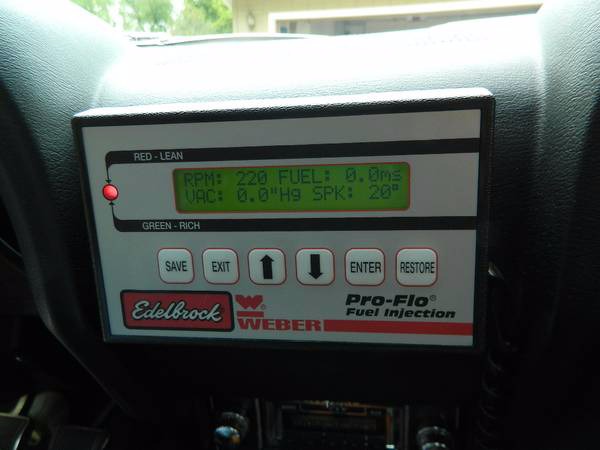 RED - LEAN
RPM: 220 FUEL: 0.0ms
VAC: 0.0"Hg SPK: 20°
GREEN - RICH
SAVE EXIT ENTER RESTORE
Edelbrock ® WEBER Pro-Flo®
Fuel Injection